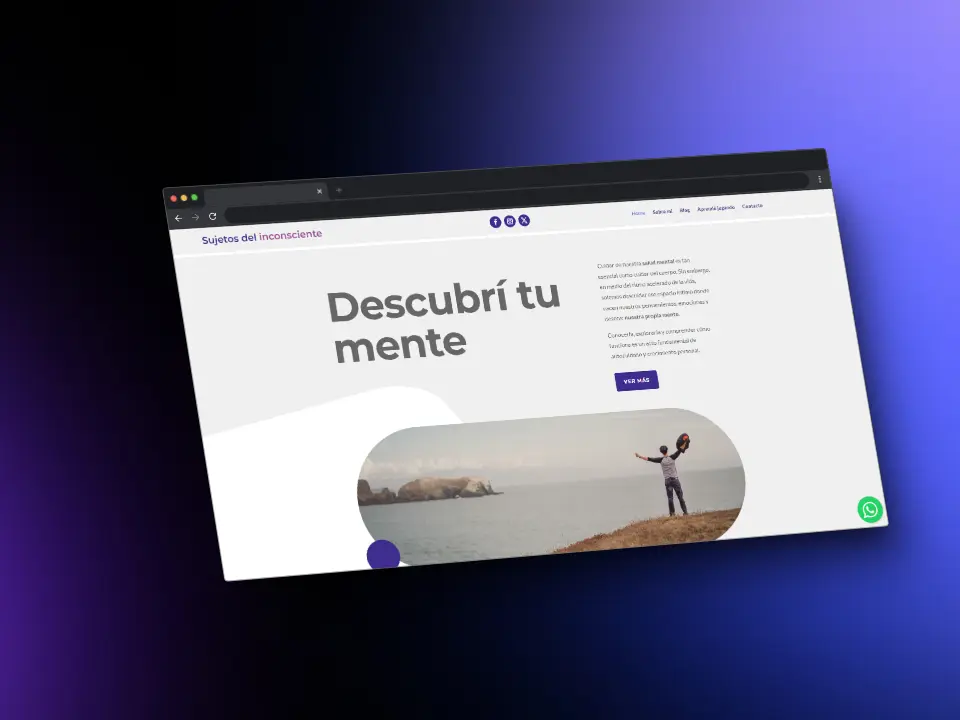 Sujetos del inconsciente
Home Sobre mí Blog Aprendé jugando Contacto
Descubrí tu
mente
Cuidar de nuestra salud mental es tan
esencial como cuidar del cuerpo. Sin embargo,
en medio del ritmo acelerado de la vida,
solemos descuidar ese espacio íntimo donde
nacen nuestros pensamientos, emociones y
deseos: nuestra propia mente.
Conocerla, explorarla y comprender cómo
funciona es un acto fundamental de
autocuidado y crecimiento personal.
VER MÁS